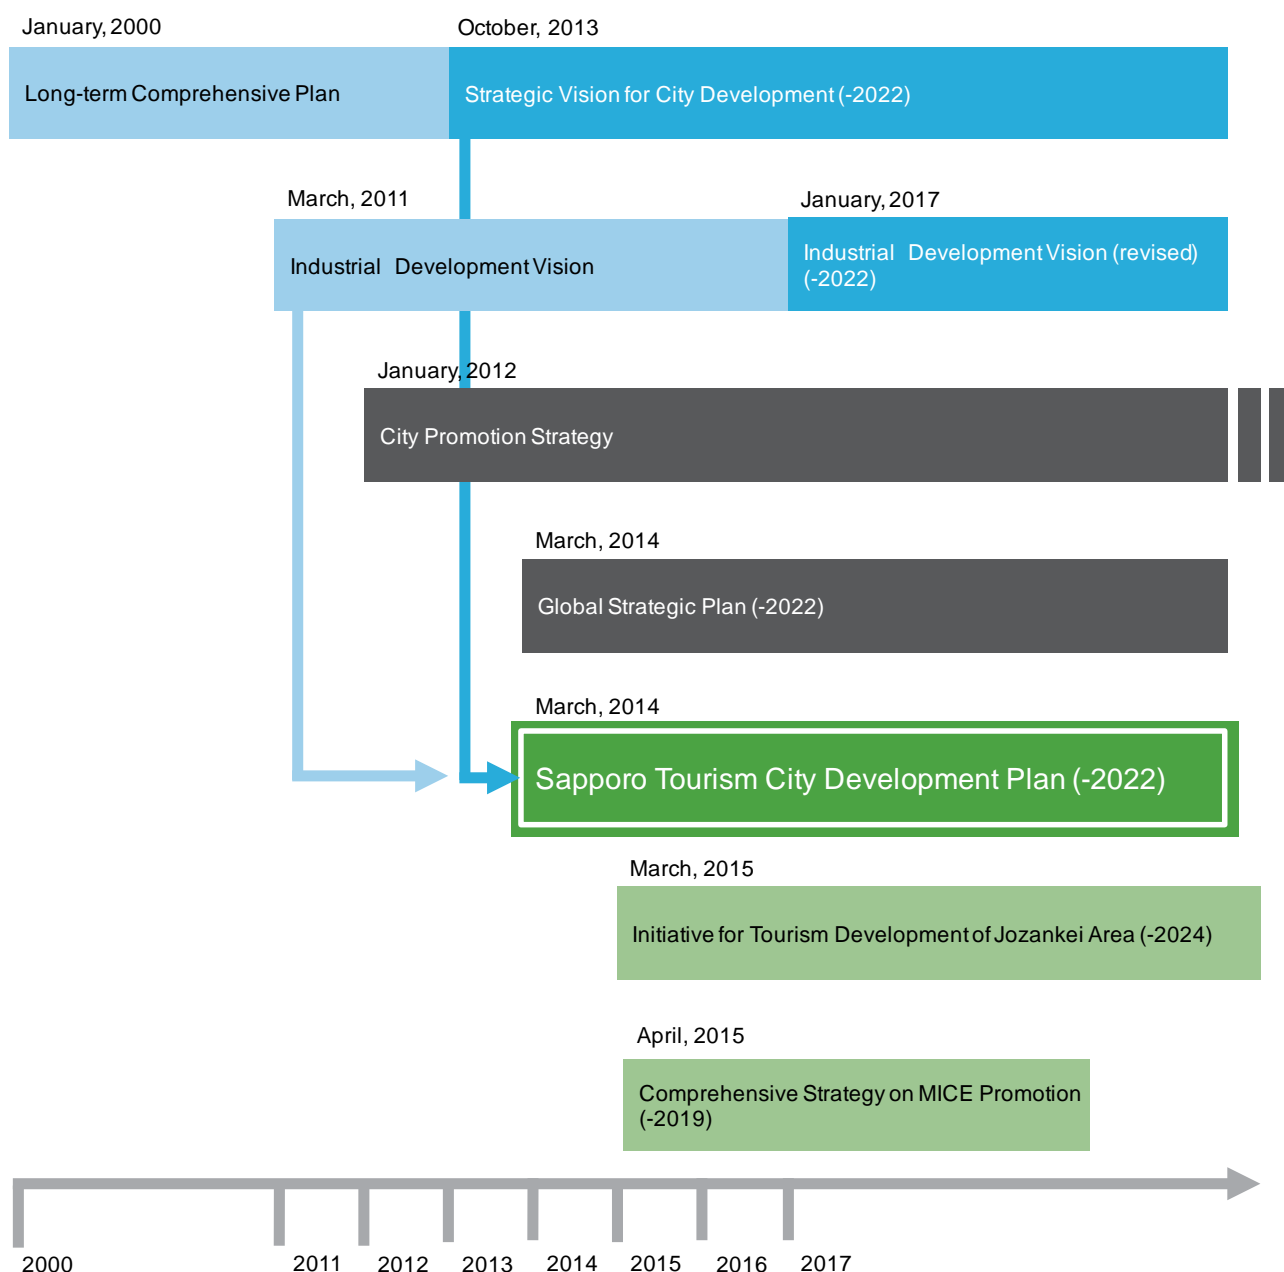 January, 2000
October, 2013
Long-term Comprehensive Plan
Strategic Vision for City Development (-2022)
March, 2011
January, 2017
Industrial Development Vision
Industrial Development Vision (revised)
(-2022)
January, 2012
City Promotion Strategy
March, 2014
Global Strategic Plan (-2022)
March, 2014
Sapporo Tourism City Development Plan (-2022)
March, 2015
Initiative for Tourism Development of Jozankei Area (-2024)
April, 2015
Comprehensive Strategy on MICE Promotion
(-2019)
2000 2011 2012 2013 2014 2015 2016 2017